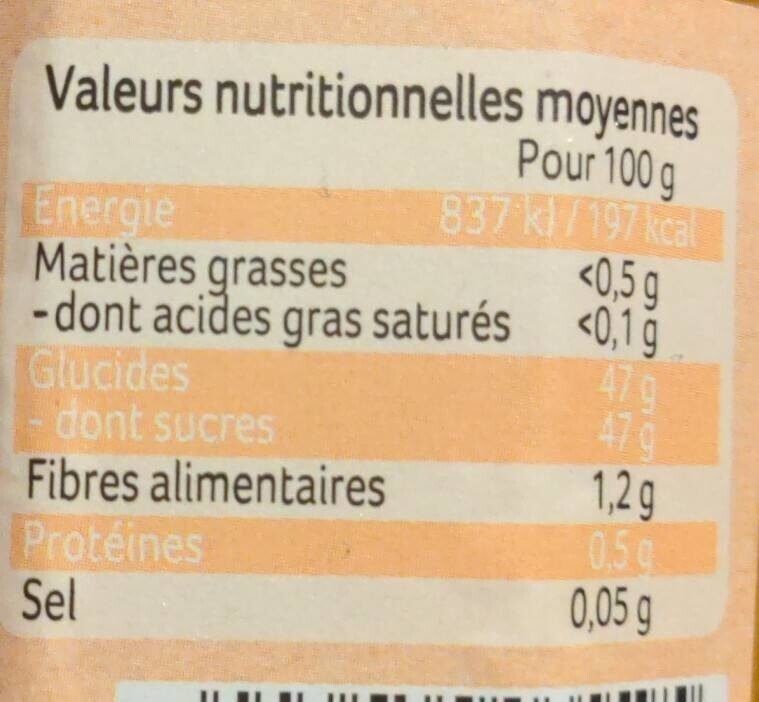 Valeurs nutritionnelles moyennes
Pour 100 g
Energie 837 kJ / 197 kcal
Matières grasses <0,5 g
-dont acides gras saturés <0,1 g
Glucides 47 g
- dont sucres 47 g
Fibres alimentaires 1,2 g
Protéines 0,5 g
Sel 0,05 g